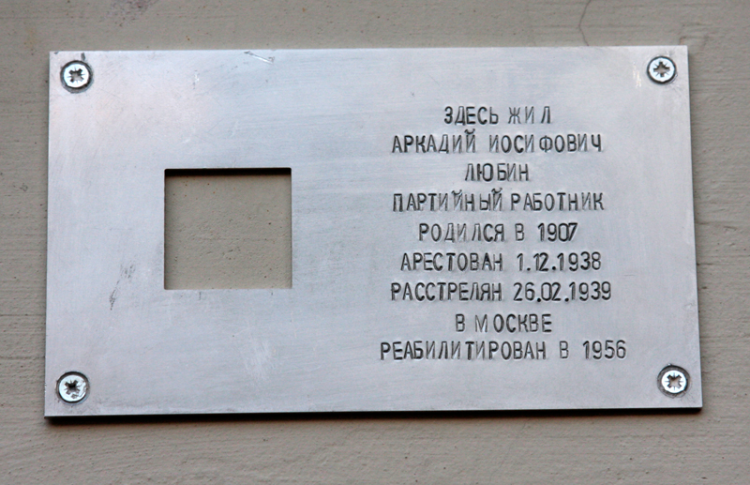 ЗДЕСЬ ЖИЛ
АРКАДИЙ ИОСИФОВИЧ
ЛЮБИН
ПАРТИЙНЫЙ РАБОТНИК
РОДИЛСЯ В 1907
АРЕСТОВАН 1.12.1938
РАССТРЕЛЯН 26.02.1939
В МОСКВЕ
РЕАБИЛИТИРОВАН В 1956